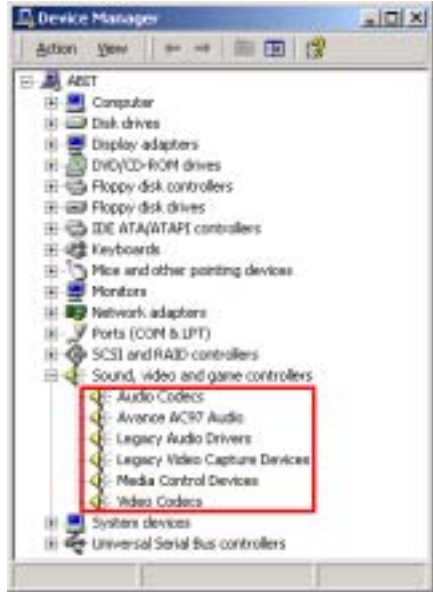 Device Manager
Action View
ABIT
Computer
Disk drives
Display adapters
DVD/CD-ROM drives
Floppy disk controllers
Floppy disk drives
IDE ATA/ATAPI controllers
Keyboards
Mice and other pointing devices
Monitors
Network adapters
Ports (COM & LPT)
SCSI and RAID controllers
Sound, video and game controllers
Audio Codecs
Avance AC97 Audio
Legacy Audio Drivers
Legacy Video Capture Devices
Media Control Devices
Video Codecs
System devices
Universal Serial Bus controllers